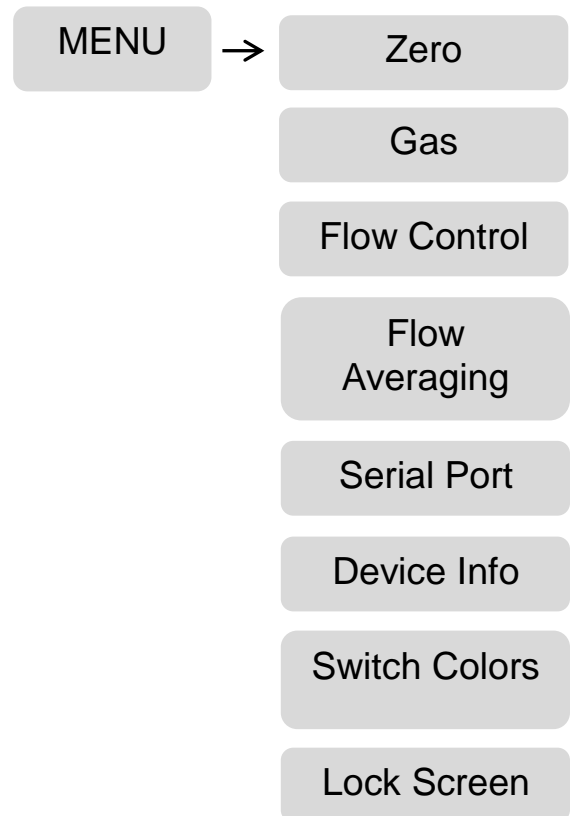 MENU
Zero
Gas
Flow Control
Flow
Averaging
Serial Port
Device Info
Switch Colors
Lock Screen